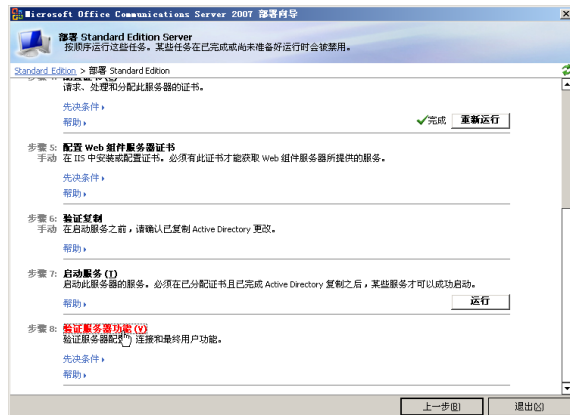 Microsoft Office Communications Server 2007 部署向导
部署 Standard Edition Server
按顺序运行这些任务。某些任务在已完成或尚未准备好运行时会被禁用。
Standard Edition > 部署 Standard Edition
请求、处理和分配此服务器的证书。
先决条件
帮助
完成 重新运行
步骤 5: 配置 Web 组件服务器证书
手动 在 IIS 中安装或配置证书。必须有此证书才能获取 Web 组件服务器所提供的服务。
先决条件
帮助
步骤 6: 验证复制
手动 在启动服务之前，请确认已复制 Active Directory 更改。
帮助
步骤 7: 启动服务 (I)
启动此服务器的服务。必须在已分配证书且已完成 Active Directory 复制之后，某些服务才可以成功启动。
帮助
运行
步骤 8: 验证服务器功能 (V)
验证服务器配 连接和最终用户功能。
先决条件
帮助
上一步(B) 退出(X)